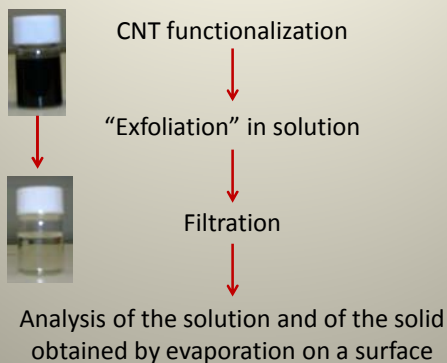 CNT functionalization
“Exfoliation” in solution
Filtration
Analysis of the solution and of the solid
obtained by evaporation on a surface